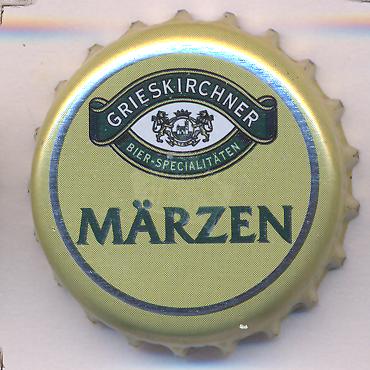 GRIESKIRCHNER
BIER-SPECIALITÄTEN
MÄRZEN